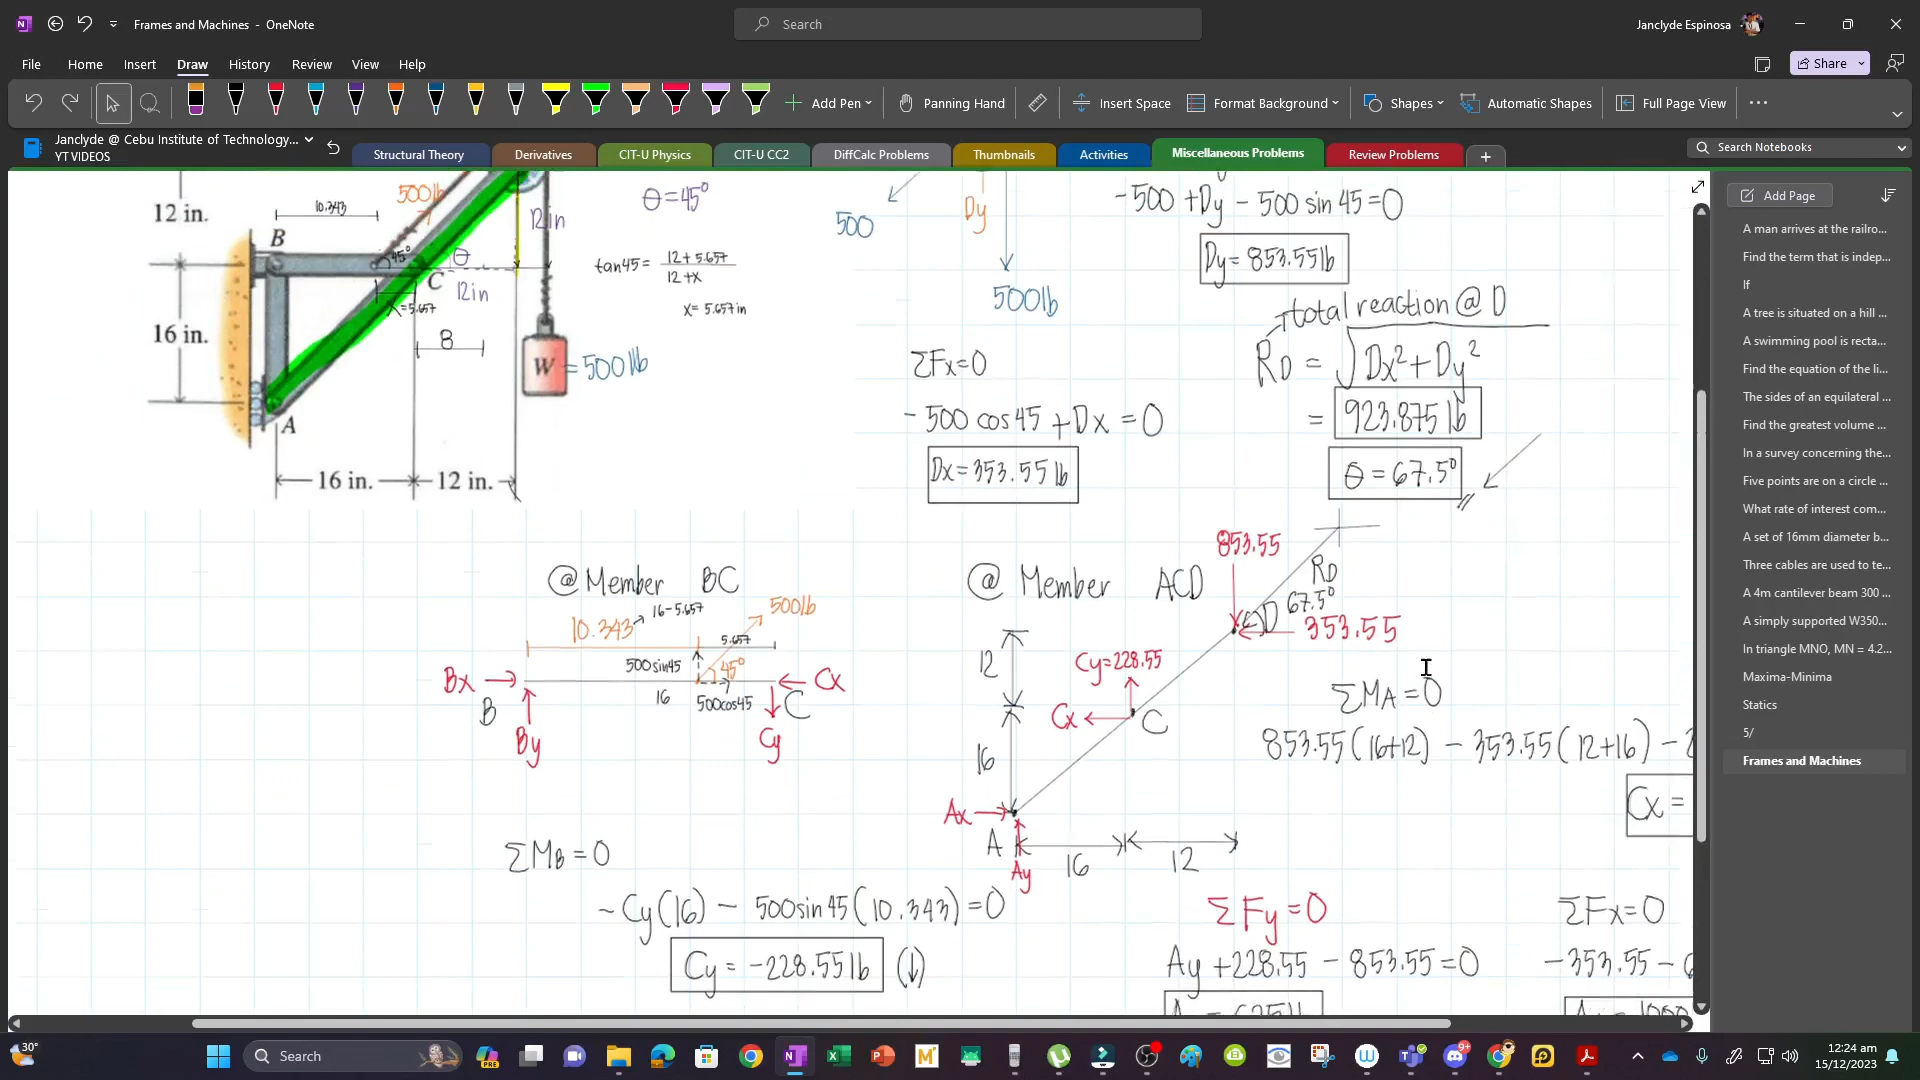 Frames and Machines - OneNote
Search
Janclyde Espinosa
File Home Insert Draw History Review View Help
Share
Add Pen
Panning Hand
Insert Space
Format Background
Shapes
Automatic Shapes
Full Page View
Janclyde @ Cebu Institute of Technology...
YT VIDEOS
Structural Theory
Derivatives
CIT-U Physics
CIT-U CC2
DiffCalc Problems
Thumbnails
Activities
Miscellaneous Problems
Review Problems
Search Notebooks
Add Page
A man arrives at the railro...
Find the term that is indep...
If
A tree is situated on a hill ...
A swimming pool is recta...
Find the equation of the li...
The sides of an equilateral ...
Find the greatest volume ...
In a survey concerning the...
Five points are on a circle ...
What rate of interest com...
A set of 16mm diameter b...
Three cables are used to te...
A 4m cantilever beam 300 ...
A simply supported W350...
In triangle MNO, MN = 4.2...
Maxima-Minima
Statics
5/
Frames and Machines
12 in.
10.343
500lb
θ=45°
12in
B
45°
θ
C
12in
x=5.657
8
16 in.
A
W
= 500lb
16 in.
12 in.
tan45 = 12+5.657 / 12+x
x= 5.657in
500
Dy
500lb
-500 +Dy - 500 sin45=0
Dy= 853.55lb
total reaction @ D
RD = √Dx²+Dy²
= 923.875 lb
θ = 67.5°
ΣFx=0
- 500 cos45 +Dx = 0
Dx=353.55 lb
@ Member BC
16-5.657
500lb
10.343
5.657
500sin45
45°
Bx
B
16
500cos45
Cx
C
By
Cy
ΣMB = 0
-Cy(16) - 500sin45(10.343)=0
Cy= -228.55lb (↓)
@ Member ACD
853.55
RD
67.5°
D
353.55
12
Cy=228.55
Cx
C
16
Ax
A
Ay
16
12
ΣMA=0
853.55(16+12) - 353.55(12+16) - 2
Cx =
ΣFy=0
Ay +228.55 - 853.55=0
ΣFx=0
-353.55 -
30°
Search
PRE
9+
12:24 am
15/12/2023